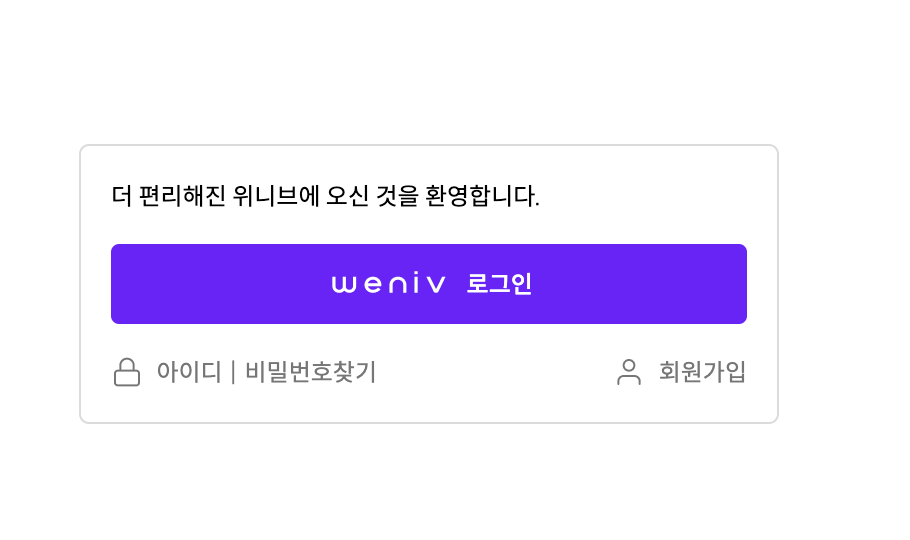 더 편리해진 위니브에 오신 것을 환영합니다.
weniv 로그인
아이디 | 비밀번호찾기 회원가입